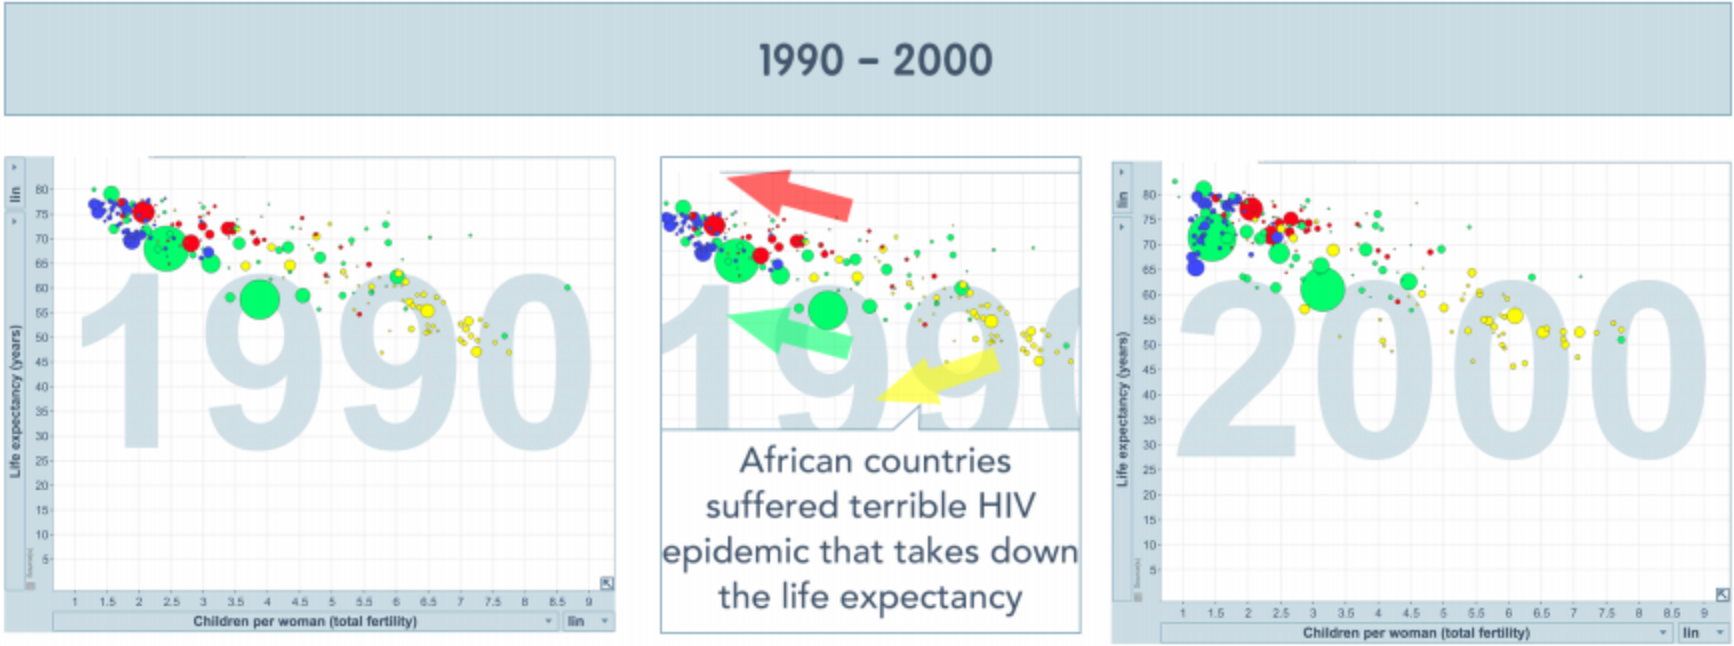 1990 – 2000
lin
80
75
70
65
60
55
50
45
40
35
30
25
20
15
10
5
Life expectancy (years)
1990
1 1.5 2 2.5 3 3.5 4 4.5 5 5.5 6 6.5 7 7.5 8 8.5 9
Children per woman (total fertility)
lin
1990
African countries
suffered terrible HIV
epidemic that takes down
the life expectancy
lin
80
75
70
65
60
55
50
45
40
35
30
25
20
15
10
5
Life expectancy (years)
2000
1 1.5 2 2.5 3 3.5 4 4.5 5 5.5 6 6.5 7 7.5 8 8.5 9
Children per woman (total fertility)
lin